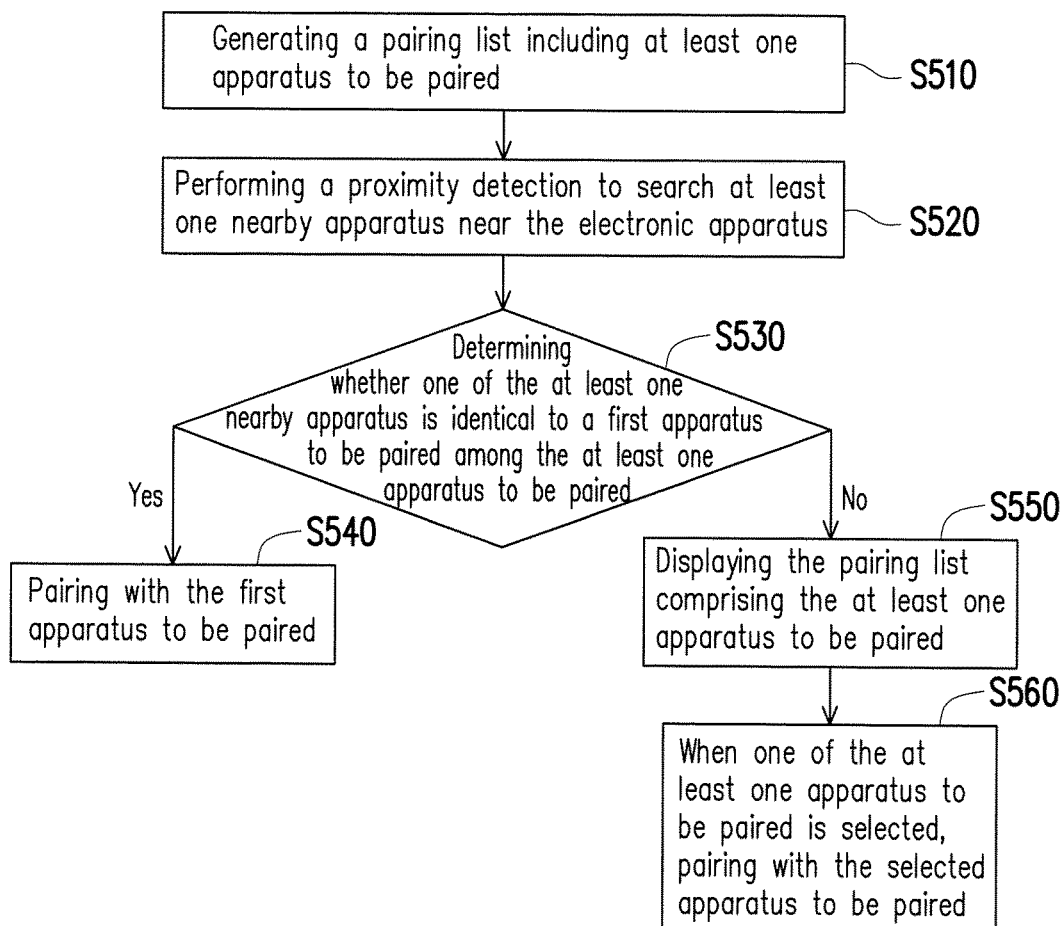 Generating a pairing list including at least one
apparatus to be paired
S510
Performing a proximity detection to search at least
one nearby apparatus near the electronic apparatus
S520
S530
Determining
whether one of the at least one
nearby apparatus is identical to a first apparatus
to be paired among the at least one
apparatus to be paired
Yes
No
S540
Pairing with the first
apparatus to be paired
S550
Displaying the pairing list
comprising the at least one
apparatus to be paired
S560
When one of the at
least one apparatus to
be paired is selected,
pairing with the selected
apparatus to be paired